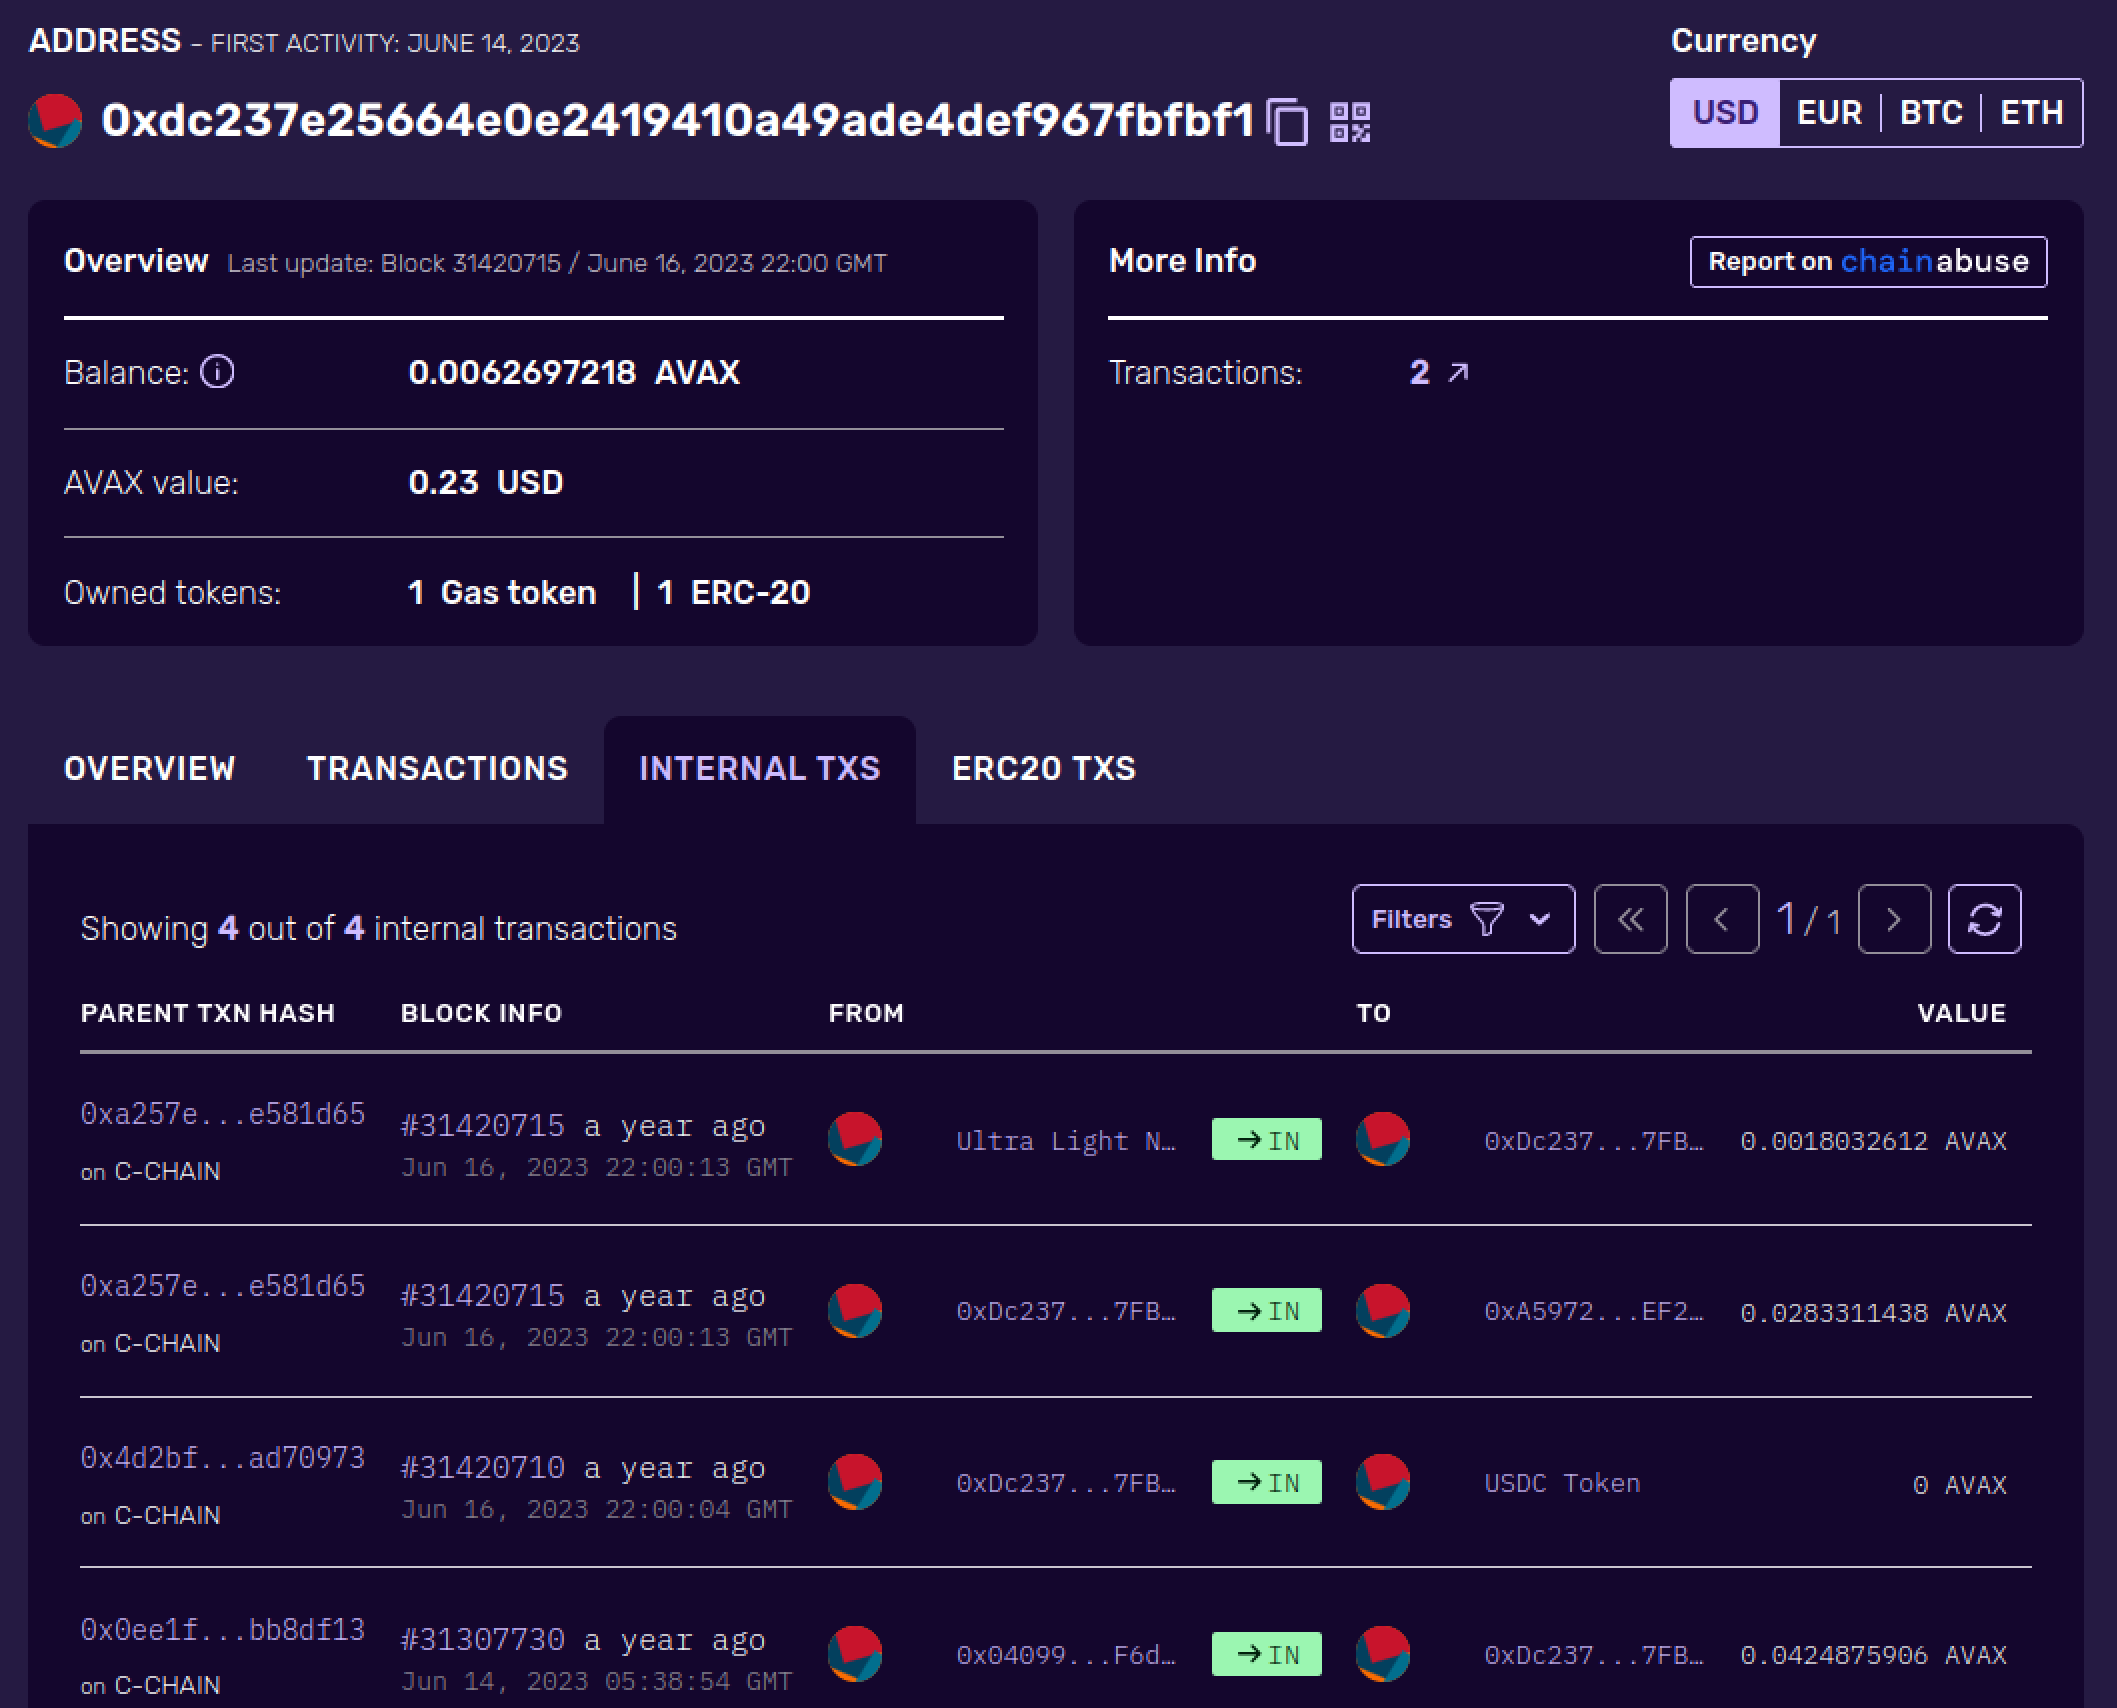 ADDRESS – FIRST ACTIVITY: JUNE 14, 2023
Currency
0xdc237e25664e0e2419410a49ade4def967fbfbf1
USD EUR | BTC | ETH
Overview Last update: Block 31420715 / June 16, 2023 22:00 GMT
Balance: 0.0062697218 AVAX
AVAX value: 0.23 USD
Owned tokens: 1 Gas token | 1 ERC-20
More Info Report on chainabuse
Transactions: 2
OVERVIEW TRANSACTIONS INTERNAL TXS ERC20 TXS
Showing 4 out of 4 internal transactions
Filters 1 / 1
PARENT TXN HASH BLOCK INFO FROM TO VALUE
0xa257e...e581d65
on C-CHAIN
#31420715 a year ago
Jun 16, 2023 22:00:13 GMT
Ultra Light N… →IN 0xDc237...7FB… 0.0018032612 AVAX
0xa257e...e581d65
on C-CHAIN
#31420715 a year ago
Jun 16, 2023 22:00:13 GMT
0xDc237...7FB… →IN 0xA5972...EF2… 0.0283311438 AVAX
0x4d2bf...ad70973
on C-CHAIN
#31420710 a year ago
Jun 16, 2023 22:00:04 GMT
0xDc237...7FB… →IN USDC Token 0 AVAX
0x0ee1f...bb8df13
on C-CHAIN
#31307730 a year ago
Jun 14, 2023 05:38:54 GMT
0x04099...F6d… →IN 0xDc237...7FB… 0.0424875906 AVAX